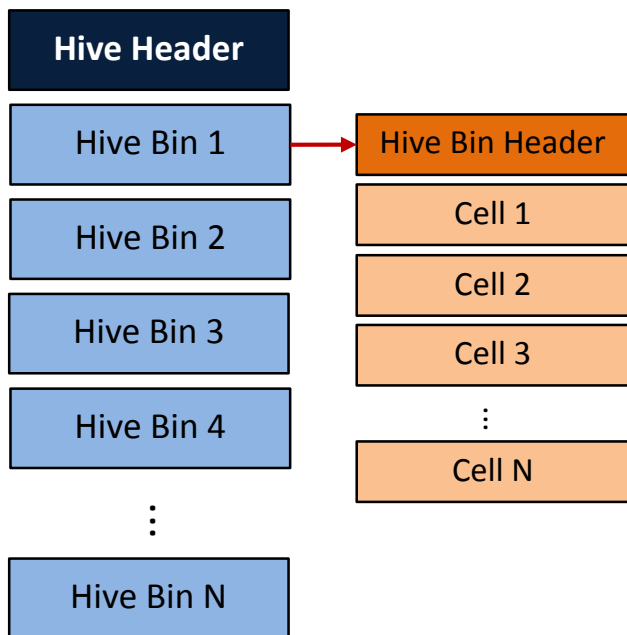 Hive Header
Hive Bin 1
Hive Bin 2
Hive Bin 3
Hive Bin 4
⋮
Hive Bin N
Hive Bin Header
Cell 1
Cell 2
Cell 3
⋮
Cell N